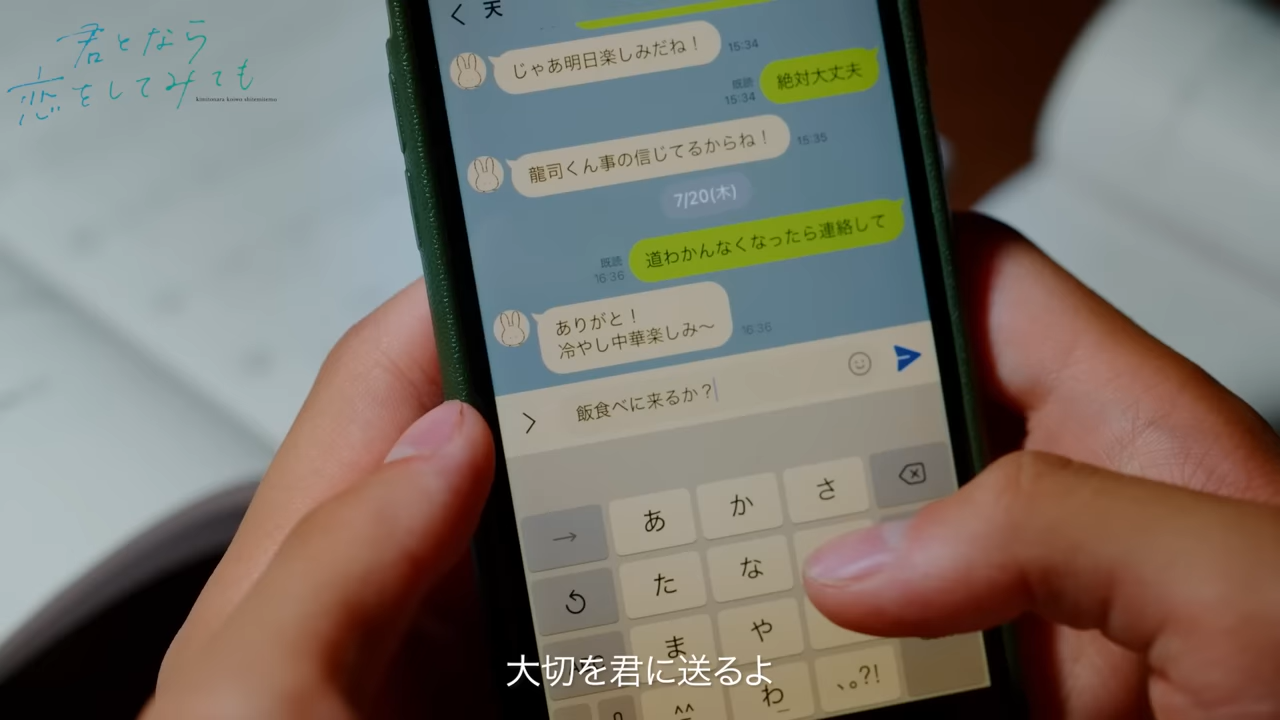 君となら
恋をしてみても
kiminara koiwo shitemitemo
天
じゃあ明日楽しみだね！
15:34
絶対大丈夫
既読
15:34
龍司くん事の信じてるからね！
15:35
7/20(木)
道わかんなくなったら連絡して
既読
16:36
ありがと！
冷やし中華楽しみ〜
16:36
飯食べに来るか？
→
あ
か
さ
た
な
ま
や
わ
､｡?!
^^
大切を君に送るよ